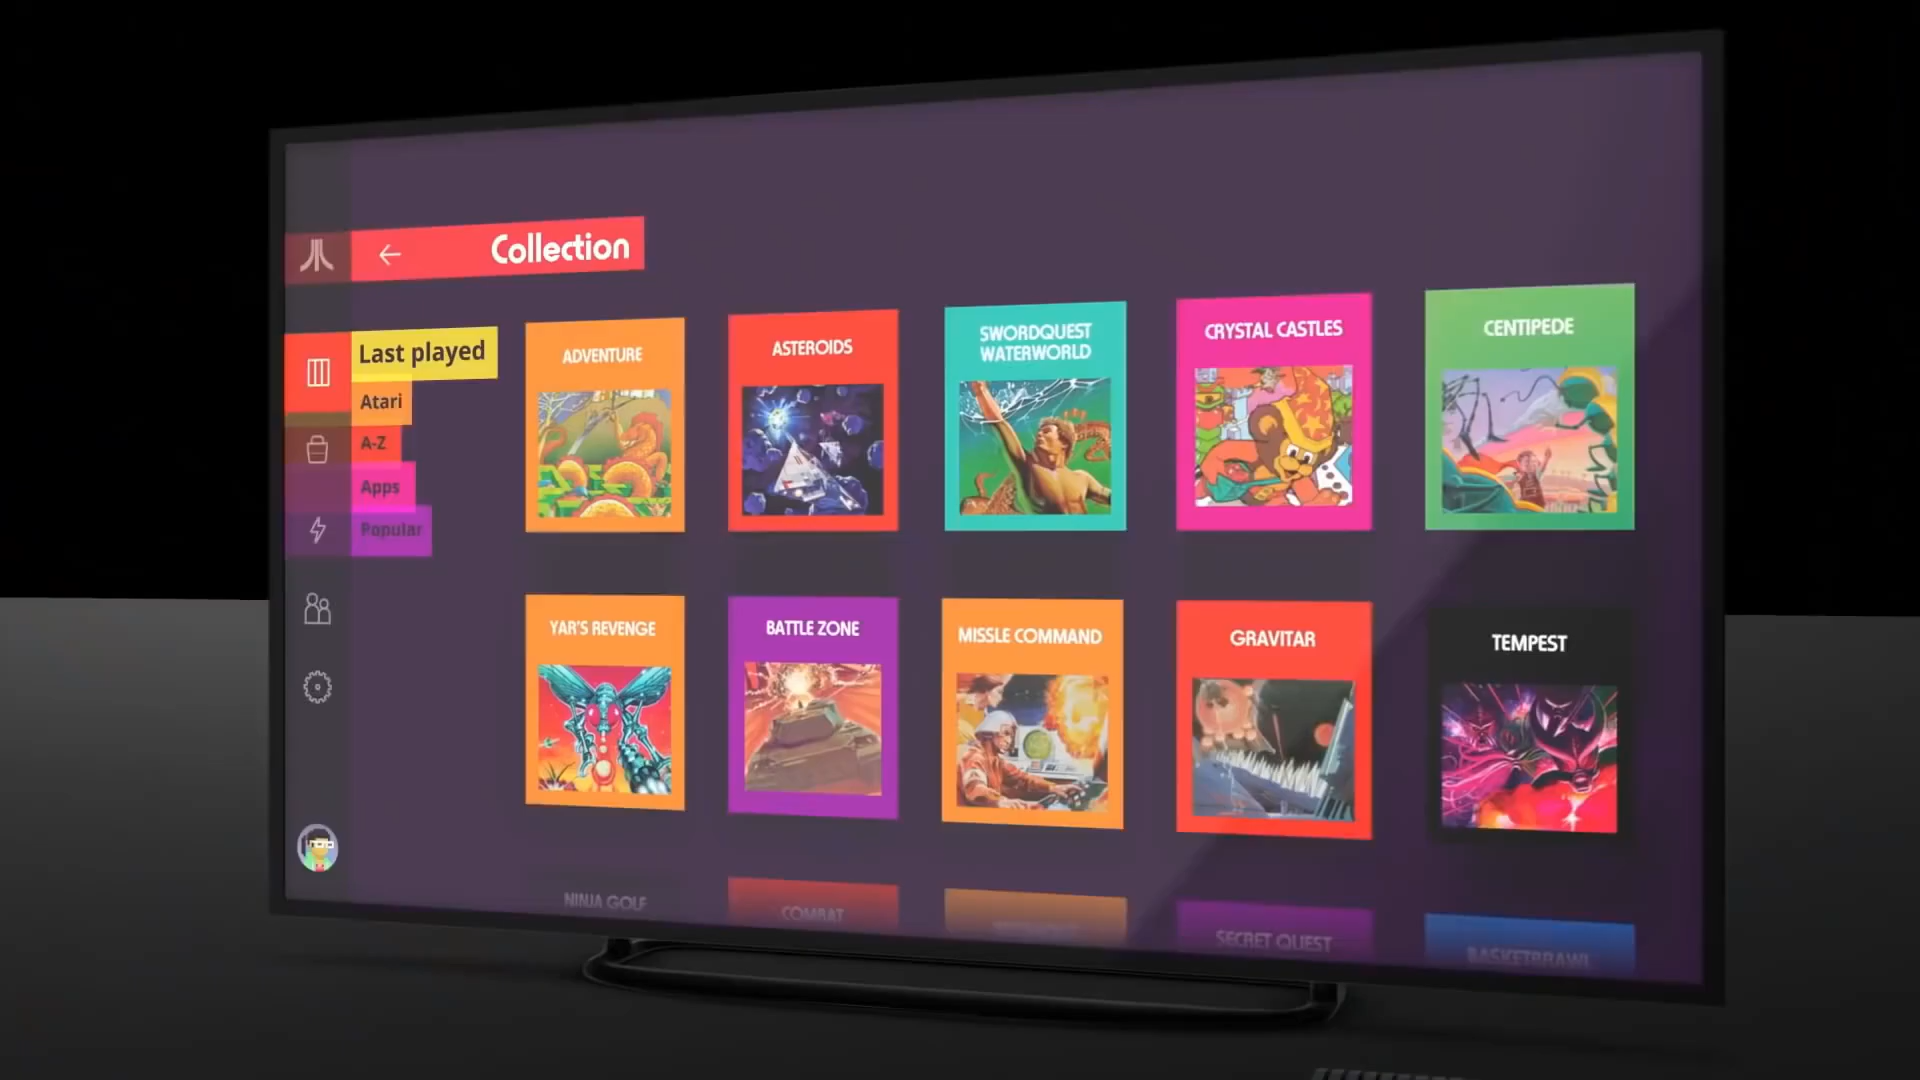 Collection
Last played
Atari
A-Z
Apps
Popular
ADVENTURE
ASTEROIDS
SWORDQUEST
WATERWORLD
CRYSTAL CASTLES
CENTIPEDE
YAR'S REVENGE
BATTLE ZONE
MISSLE COMMAND
GRAVITAR
TEMPEST
NINJA GOLF
COMBAT
SECRET QUEST
BASKETBRAWL